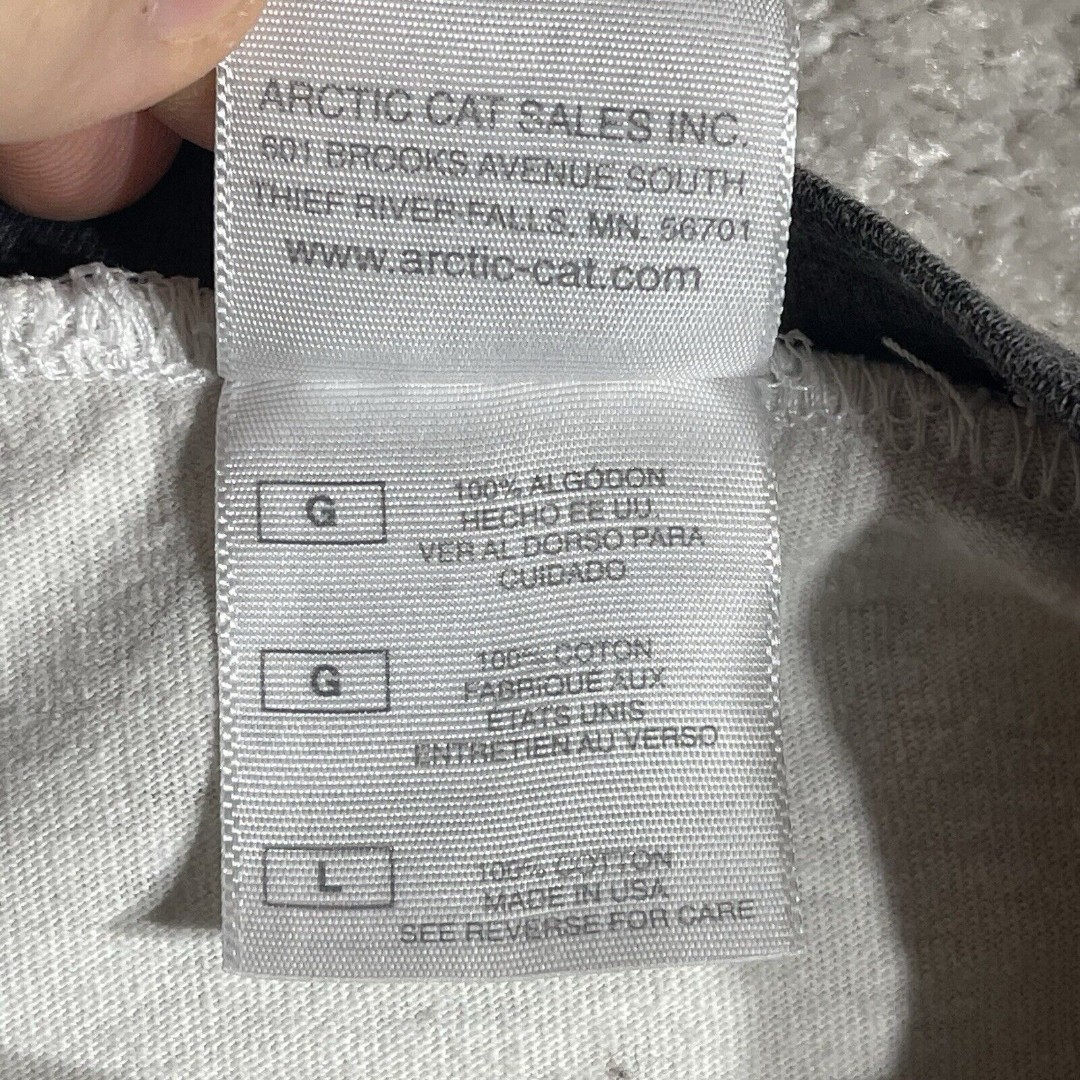 ARCTIC CAT SALES INC.
601 BROOKS AVENUE SOUTH
THIEF RIVER FALLS, MN. 56701
www.arctic-cat.com
G
100% ALGÓDON
HECHO EE.UU.
VER AL DORSO PARA
CUIDADO
G
100% COTON
FABRIQUE AUX
ETATS UNIS
ENTRETIEN AU VERSO
L
100% COTTON
MADE IN USA
SEE REVERSE FOR CARE